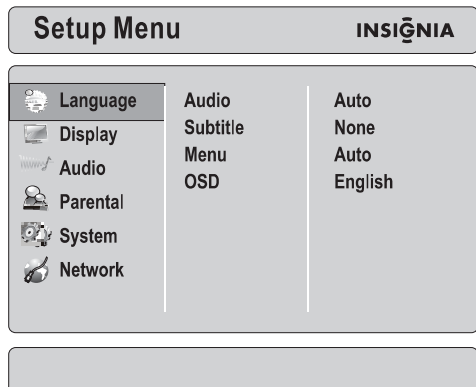 Setup Menu INSIGNIA
Language Audio Auto
Display Subtitle None
Audio Menu Auto
Parental OSD English
System
Network